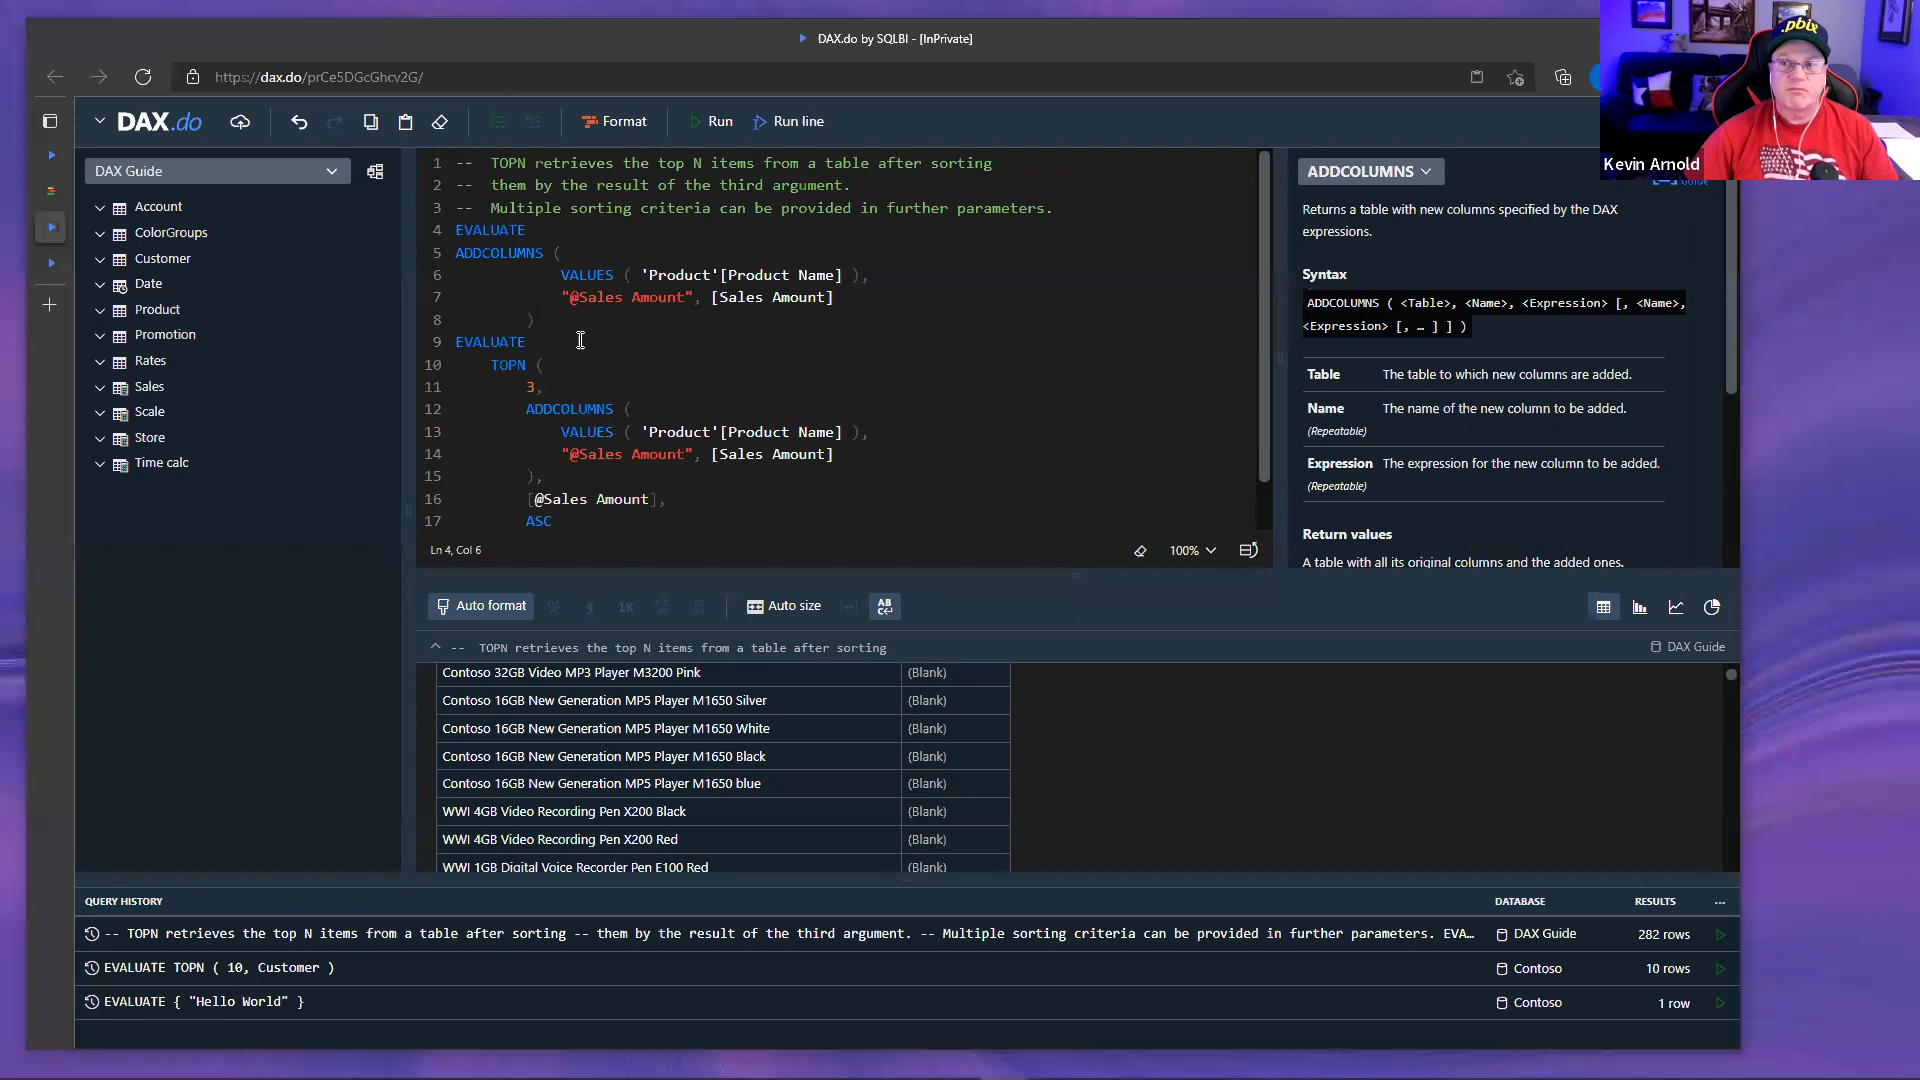 DAX.do by SQLBI - [InPrivate]
https://dax.do/prCe5DGcGhcv2G/
.pbix
Kevin Arnold
DAX.do
Format
Run
Run line
DAX Guide
Account
ColorGroups
Customer
Date
Product
Promotion
Rates
Sales
Scale
Store
Time calc
1 -- TOPN retrieves the top N items from a table after sorting
2 -- them by the result of the third argument.
3 -- Multiple sorting criteria can be provided in further parameters.
4 EVALUATE
5 ADDCOLUMNS (
6 VALUES ( 'Product'[Product Name] ),
7 "@Sales Amount", [Sales Amount]
8 )
9 EVALUATE
10 TOPN (
11 3,
12 ADDCOLUMNS (
13 VALUES ( 'Product'[Product Name] ),
14 "@Sales Amount", [Sales Amount]
15 ),
16 [@Sales Amount],
17 ASC
Ln 4, Col 6
100%
ADDCOLUMNS
GUIDE
Returns a table with new columns specified by the DAX
expressions.
Syntax
ADDCOLUMNS ( <Table>, <Name>, <Expression> [, <Name>,
<Expression> [, … ] ] )
Table The table to which new columns are added.
Name The name of the new column to be added.
(Repeatable)
Expression The expression for the new column to be added.
(Repeatable)
Return values
A table with all its original columns and the added ones.
Auto format
%
,
1K
Auto size
AB
-- TOPN retrieves the top N items from a table after sorting
DAX Guide
Contoso 32GB Video MP3 Player M3200 Pink (Blank)
Contoso 16GB New Generation MP5 Player M1650 Silver (Blank)
Contoso 16GB New Generation MP5 Player M1650 White (Blank)
Contoso 16GB New Generation MP5 Player M1650 Black (Blank)
Contoso 16GB New Generation MP5 Player M1650 blue (Blank)
WWI 4GB Video Recording Pen X200 Black (Blank)
WWI 4GB Video Recording Pen X200 Red (Blank)
WWI 1GB Digital Voice Recorder Pen E100 Red (Blank)
QUERY HISTORY DATABASE RESULTS ...
-- TOPN retrieves the top N items from a table after sorting -- them by the result of the third argument. -- Multiple sorting criteria can be provided in further parameters. EVA… DAX Guide 282 rows
EVALUATE TOPN ( 10, Customer ) Contoso 10 rows
EVALUATE { "Hello World" } Contoso 1 row